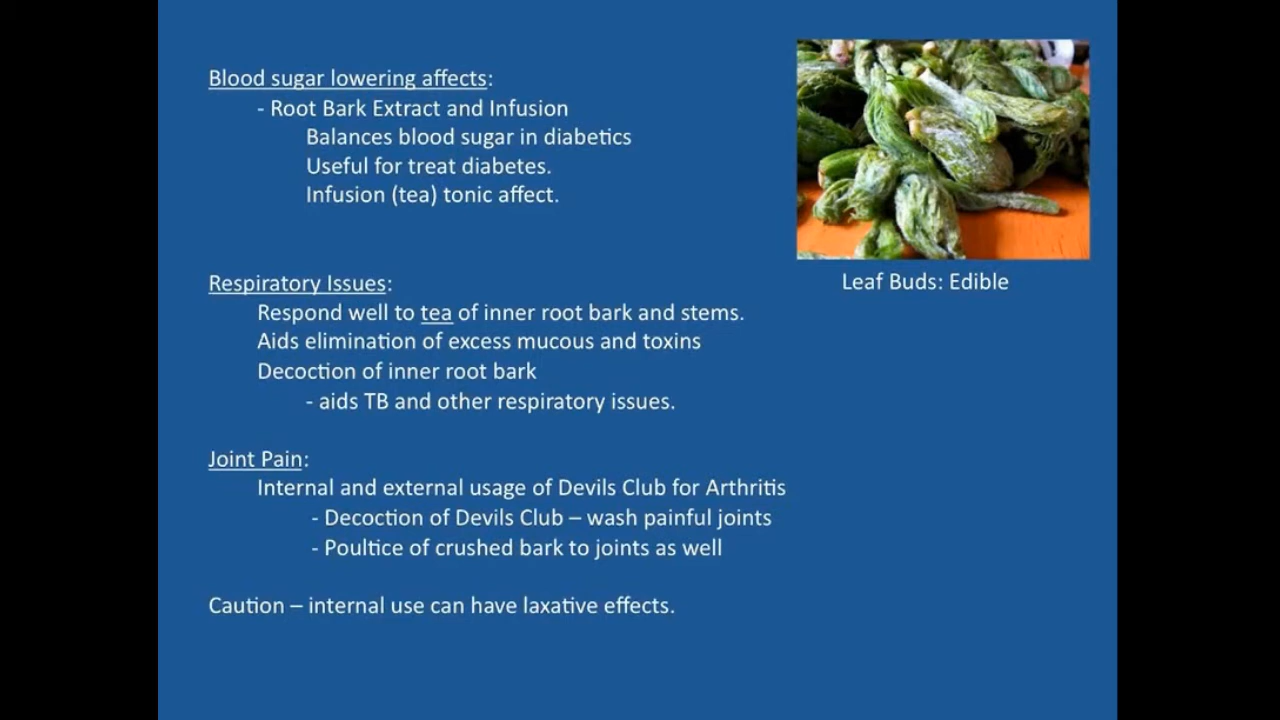 Blood sugar lowering affects:
- Root Bark Extract and Infusion
Balances blood sugar in diabetics
Useful for treat diabetes.
Infusion (tea) tonic affect.
Leaf Buds: Edible
Respiratory Issues:
Respond well to tea of inner root bark and stems.
Aids elimination of excess mucous and toxins
Decoction of inner root bark
- aids TB and other respiratory issues.
Joint Pain:
Internal and external usage of Devils Club for Arthritis
- Decoction of Devils Club – wash painful joints
- Poultice of crushed bark to joints as well
Caution – internal use can have laxative effects.